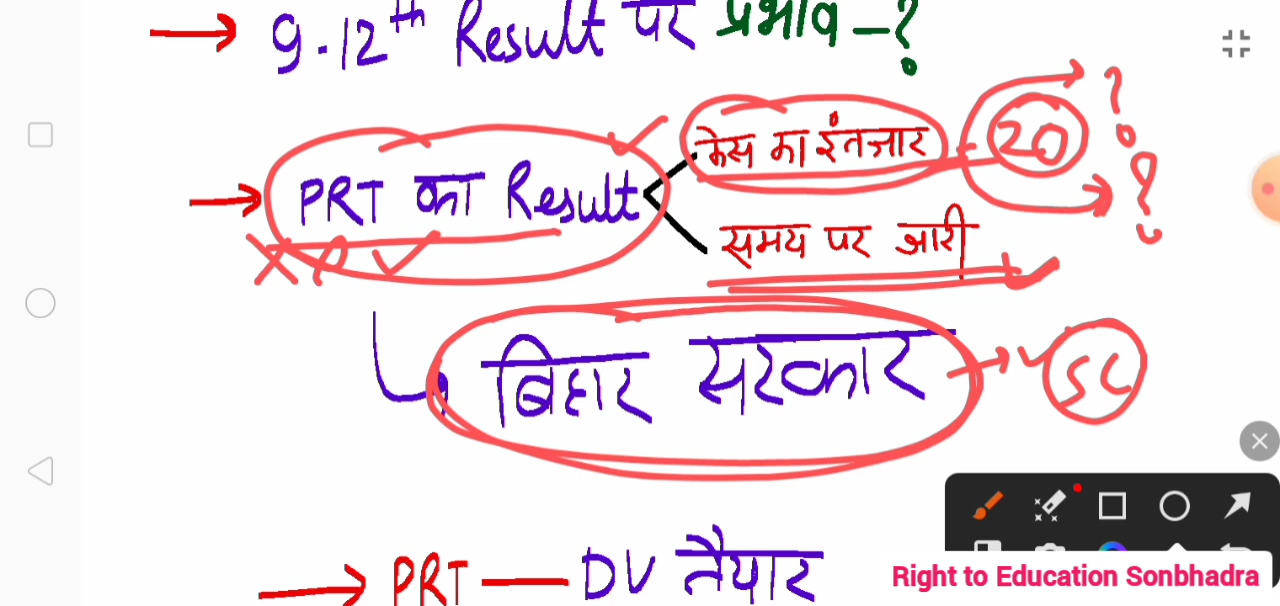 → 9-12th Result पर प्रभाव -?
→ PRT का Result
केस का इंतजार 20 ? ?
समय पर जारी
बिहार सरकार → SC
→ PRT — DV तैयार
Right to Education Sonbhadra